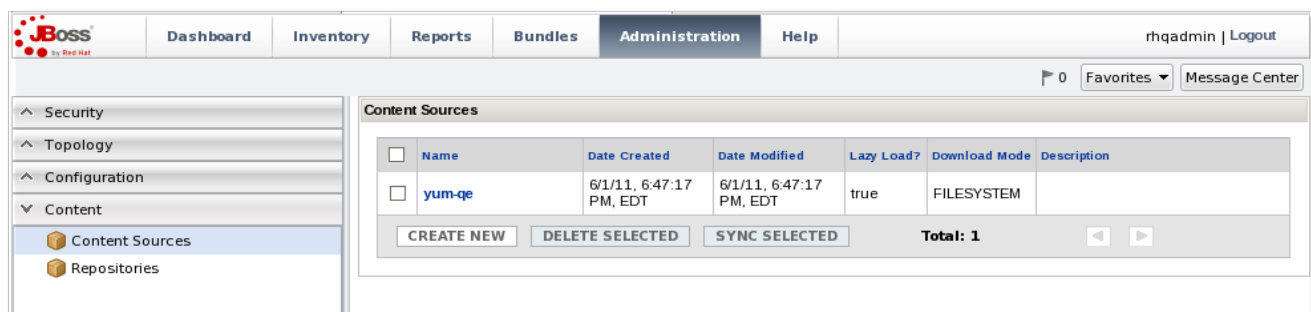 JBoss
by Red Hat
Dashboard Inventory Reports Bundles Administration Help rhqadmin | Logout
0 Favorites Message Center
Security
Topology
Configuration
Content
Content Sources
Repositories
Content Sources
Name Date Created Date Modified Lazy Load? Download Mode Description
yum-qe 6/1/11, 6:47:17 PM, EDT 6/1/11, 6:47:17 PM, EDT true FILESYSTEM
CREATE NEW DELETE SELECTED SYNC SELECTED Total: 1